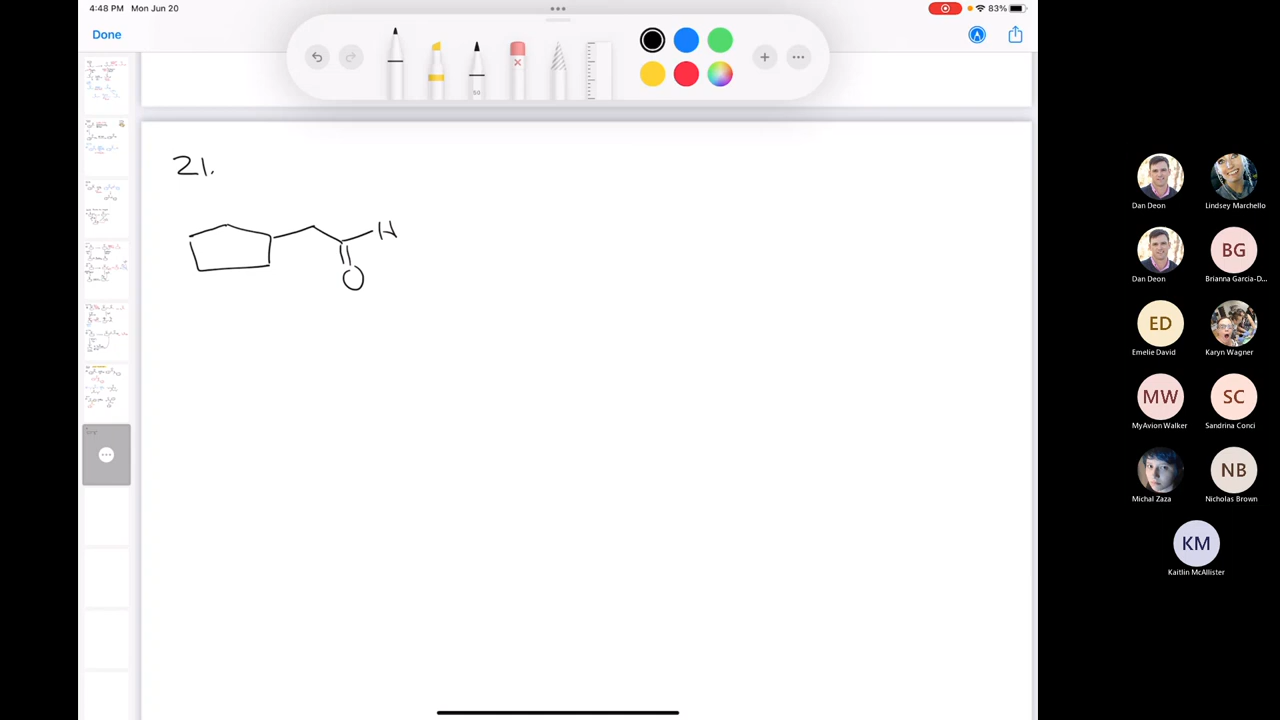 4:48 PM Mon Jun 20
83%
Done
50
21.
H
O
Dan Deon
Lindsey Marchello
Dan Deon
BG
Brianna Garcia-D...
ED
Emelie David
Karyn Wagner
MW
MyAvion Walker
SC
Sandrina Conci
Michal Zaza
NB
Nicholas Brown
KM
Kaitlin McAllister